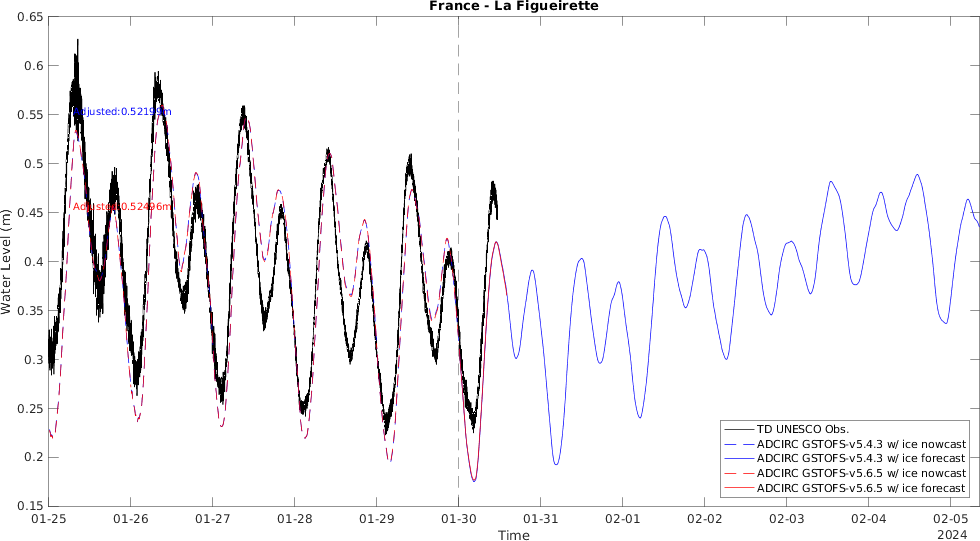 France - La Figueirette
Water Level (m)
0.65
0.6
0.55
0.5
0.45
0.4
0.35
0.3
0.25
0.2
0.15
Adjusted:0.52199m
Adjusted:0.52496m
TD UNESCO Obs.
ADCIRC GSTOFS-v5.4.3 w/ ice nowcast
ADCIRC GSTOFS-v5.4.3 w/ ice forecast
ADCIRC GSTOFS-v5.6.5 w/ ice nowcast
ADCIRC GSTOFS-v5.6.5 w/ ice forecast
01-25 01-26 01-27 01-28 01-29 01-30 01-31 02-01 02-02 02-03 02-04 02-05
Time
2024